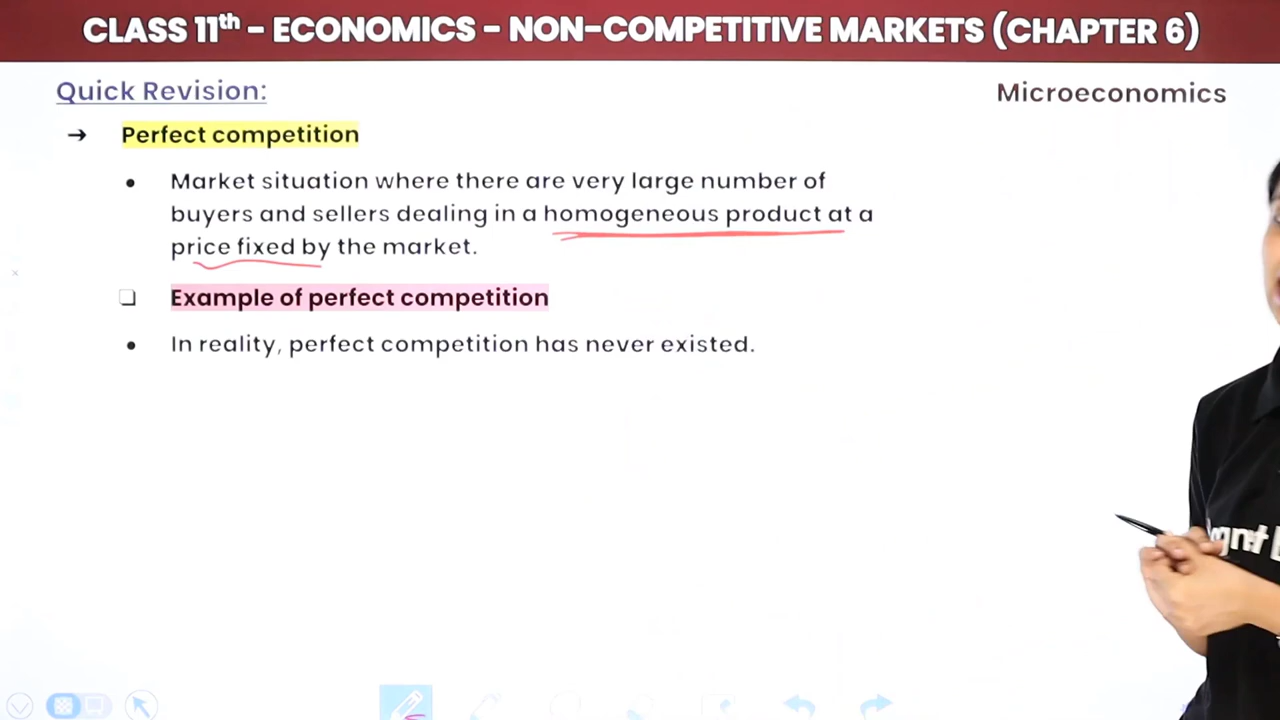 CLASS 11th - ECONOMICS - NON-COMPETITIVE MARKETS (CHAPTER 6)
Quick Revision:
Microeconomics
→ Perfect competition
• Market situation where there are very large number of
buyers and sellers dealing in a homogeneous product at a
price fixed by the market.
❑ Example of perfect competition
• In reality, perfect competition has never existed.